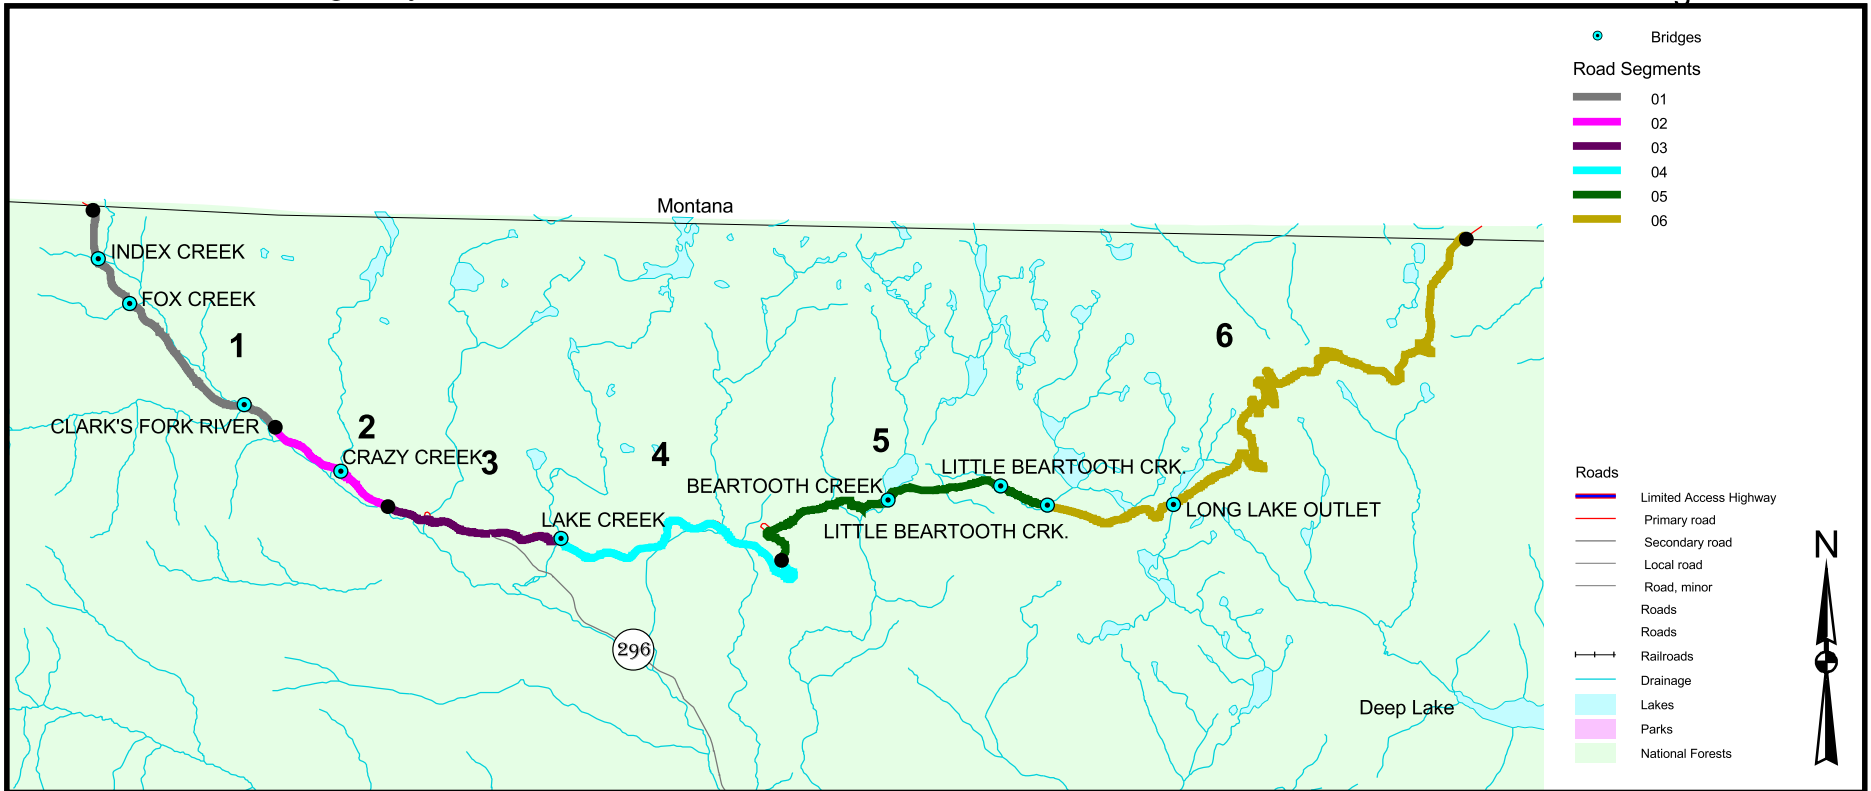 Bridges
Road Segments
01
02
03
04
05
06
Montana
INDEX CREEK
FOX CREEK
1
6
CLARK'S FORK RIVER
2
CRAZY CREEK
3
4
5
LITTLE BEARTOOTH CRK.
BEARTOOTH CREEK
LONG LAKE OUTLET
LAKE CREEK
LITTLE BEARTOOTH CRK.
296
Deep Lake
Roads
Limited Access Highway
Primary road
Secondary road
Local road
Road, minor
Roads
Roads
Railroads
Drainage
Lakes
Parks
National Forests
N